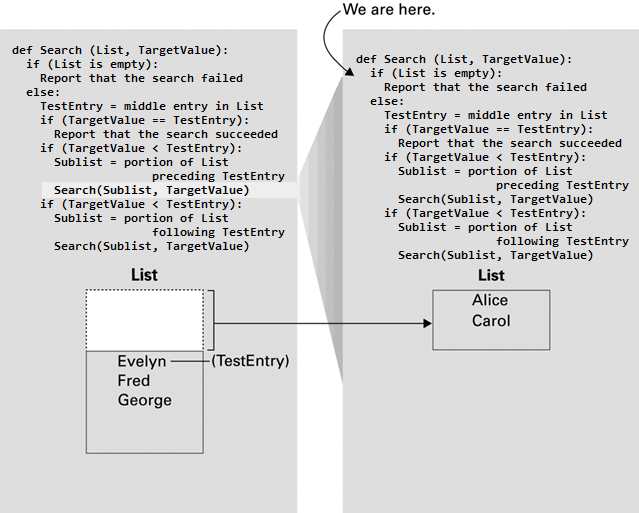 We are here.
def Search (List, TargetValue):
if (List is empty):
Report that the search failed
else:
TestEntry = middle entry in List
if (TargetValue == TestEntry):
Report that the search succeeded
if (TargetValue < TestEntry):
Sublist = portion of List
preceding TestEntry
Search(Sublist, TargetValue)
if (TargetValue < TestEntry):
Sublist = portion of List
following TestEntry
Search(Sublist, TargetValue)
List
Evelyn
(TestEntry)
Fred
George
def Search (List, TargetValue):
if (List is empty):
Report that the search failed
else:
TestEntry = middle entry in List
if (TargetValue == TestEntry):
Report that the search succeeded
if (TargetValue < TestEntry):
Sublist = portion of List
preceding TestEntry
Search(Sublist, TargetValue)
if (TargetValue < TestEntry):
Sublist = portion of List
following TestEntry
Search(Sublist, TargetValue)
List
Alice
Carol